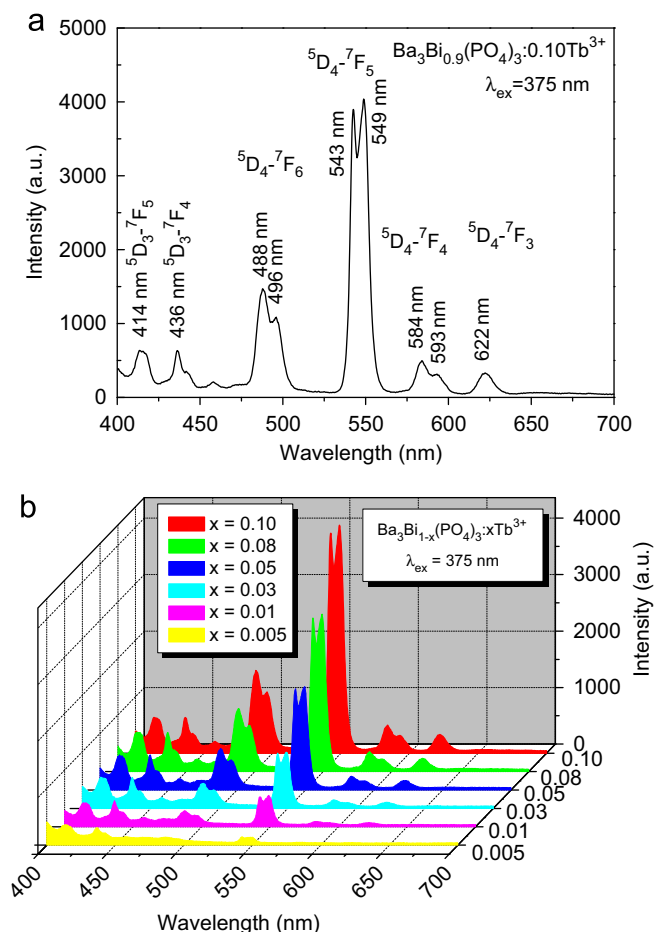 a
Ba₃Bi₀.₉(PO₄)₃:0.10Tb³⁺
λₑₓ=375 nm
⁵D₃-⁷F₅
414 nm
⁵D₃-⁷F₄
436 nm
⁵D₄-⁷F₆
488 nm
496 nm
⁵D₄-⁷F₅
543 nm
549 nm
⁵D₄-⁷F₄
584 nm
593 nm
⁵D₄-⁷F₃
622 nm
Intensity (a.u.)
5000
4000
3000
2000
1000
0
400 450 500 550 600 650 700
Wavelength (nm)
b
x = 0.10
x = 0.08
x = 0.05
x = 0.03
x = 0.01
x = 0.005
Ba₃Bi₁₋ₓ(PO₄)₃:xTb³⁺
λₑₓ = 375 nm
4000
3000
2000
1000
0
Intensity (a.u.)
0.10
0.08
0.05
0.03
0.01
0.005
400 450 500 550 600 650 700
Wavelength (nm)